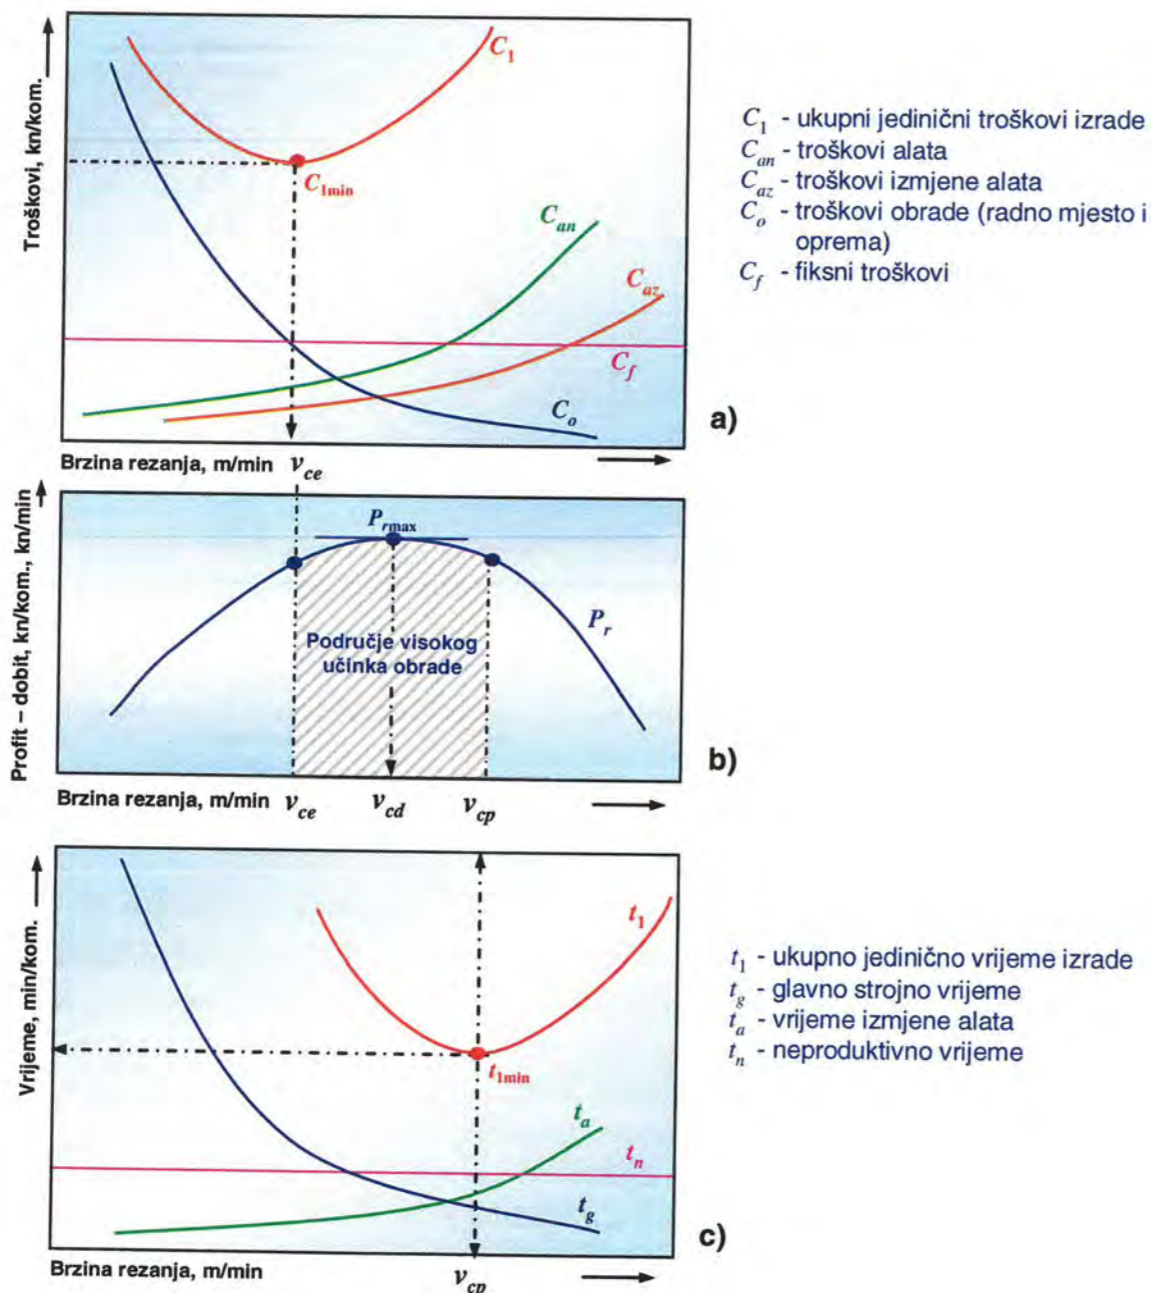 Troškovi, kn/kom.
C1
C1min
Can
Caz
Cf
Co
a)
C1 - ukupni jedinični troškovi izrade
Can - troškovi alata
Caz - troškovi izmjene alata
Co - troškovi obrade (radno mjesto i
oprema)
Cf - fiksni troškovi
Brzina rezanja, m/min vce
Profit – dobit, kn/kom., kn/min
Prmax
Pr
Područje visokog
učinka obrade
b)
Brzina rezanja, m/min vce vcd vcp
Vrijeme, min/kom.
t1
t1min
ta
tn
tg
c)
t1 - ukupno jedinično vrijeme izrade
tg - glavno strojno vrijeme
ta - vrijeme izmjene alata
tn - neproduktivno vrijeme
Brzina rezanja, m/min vcp